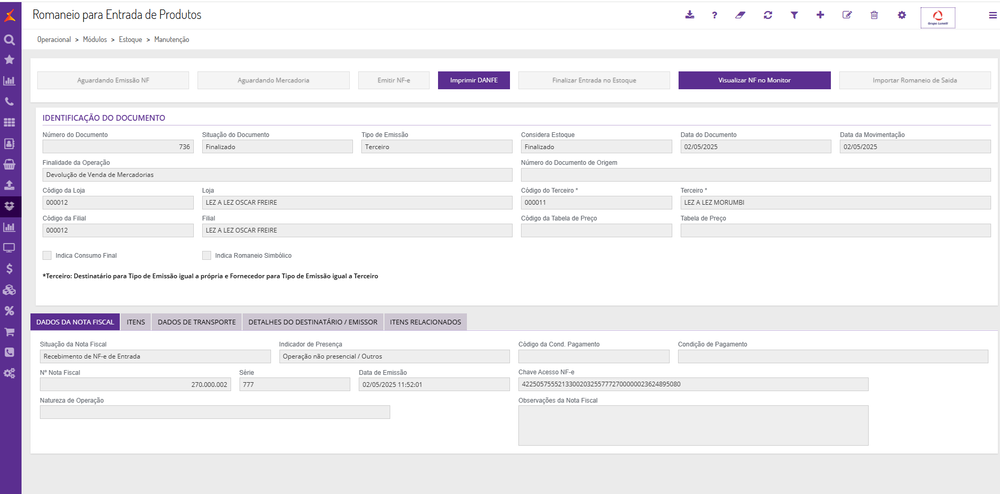 Romaneio para Entrada de Produtos
?
Grupo Lunelli
Operacional > Módulos > Estoque > Manutenção
Aguardando Emissão NF
Aguardando Mercadoria
Emitir NF-e
Imprimir DANFE
Finalizar Entrada no Estoque
Visualizar NF no Monitor
Importar Romaneio de Saida
IDENTIFICAÇÃO DO DOCUMENTO
Número do Documento Situação do Documento Tipo de Emissão Considera Estoque Data do Documento Data da Movimentação
736 Finalizado Terceiro Finalizado 02/05/2025 02/05/2025
Finalidade da Operação Número do Documento de Origem
Devolução de Venda de Mercadorias
Código da Loja Loja Código do Terceiro * Terceiro *
000012 LEZ A LEZ OSCAR FREIRE 000011 LEZ A LEZ MORUMBI
Código da Filial Filial Código da Tabela de Preço Tabela de Preço
000012 LEZ A LEZ OSCAR FREIRE
Indica Consumo Final Indica Romaneio Simbólico
*Terceiro: Destinatário para Tipo de Emissão igual a própria e Fornecedor para Tipo de Emissão igual a Terceiro
DADOS DA NOTA FISCAL ITENS DADOS DE TRANSPORTE DETALHES DO DESTINATÁRIO / EMISSOR ITENS RELACIONADOS
Situação da Nota Fiscal Indicador de Presença Código da Cond. Pagamento Condição de Pagamento
Recebimento de NF-e de Entrada Operação não presencial / Outros
Nº Nota Fiscal Série Data de Emissão Chave Acesso NF-e
270.000.002 777 02/05/2025 11:52:01 42250575552133002032557772700000023624895080
Natureza de Operação Observações da Nota Fiscal